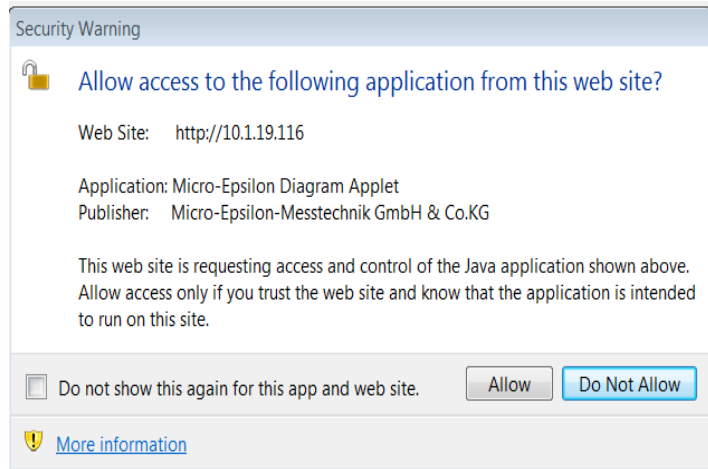 Security Warning
Allow access to the following application from this web site?
Web Site: http://10.1.19.116
Application: Micro-Epsilon Diagram Applet
Publisher: Micro-Epsilon-Messtechnik GmbH & Co.KG
This web site is requesting access and control of the Java application shown above.
Allow access only if you trust the web site and know that the application is intended
to run on this site.
Do not show this again for this app and web site. Allow Do Not Allow
More information